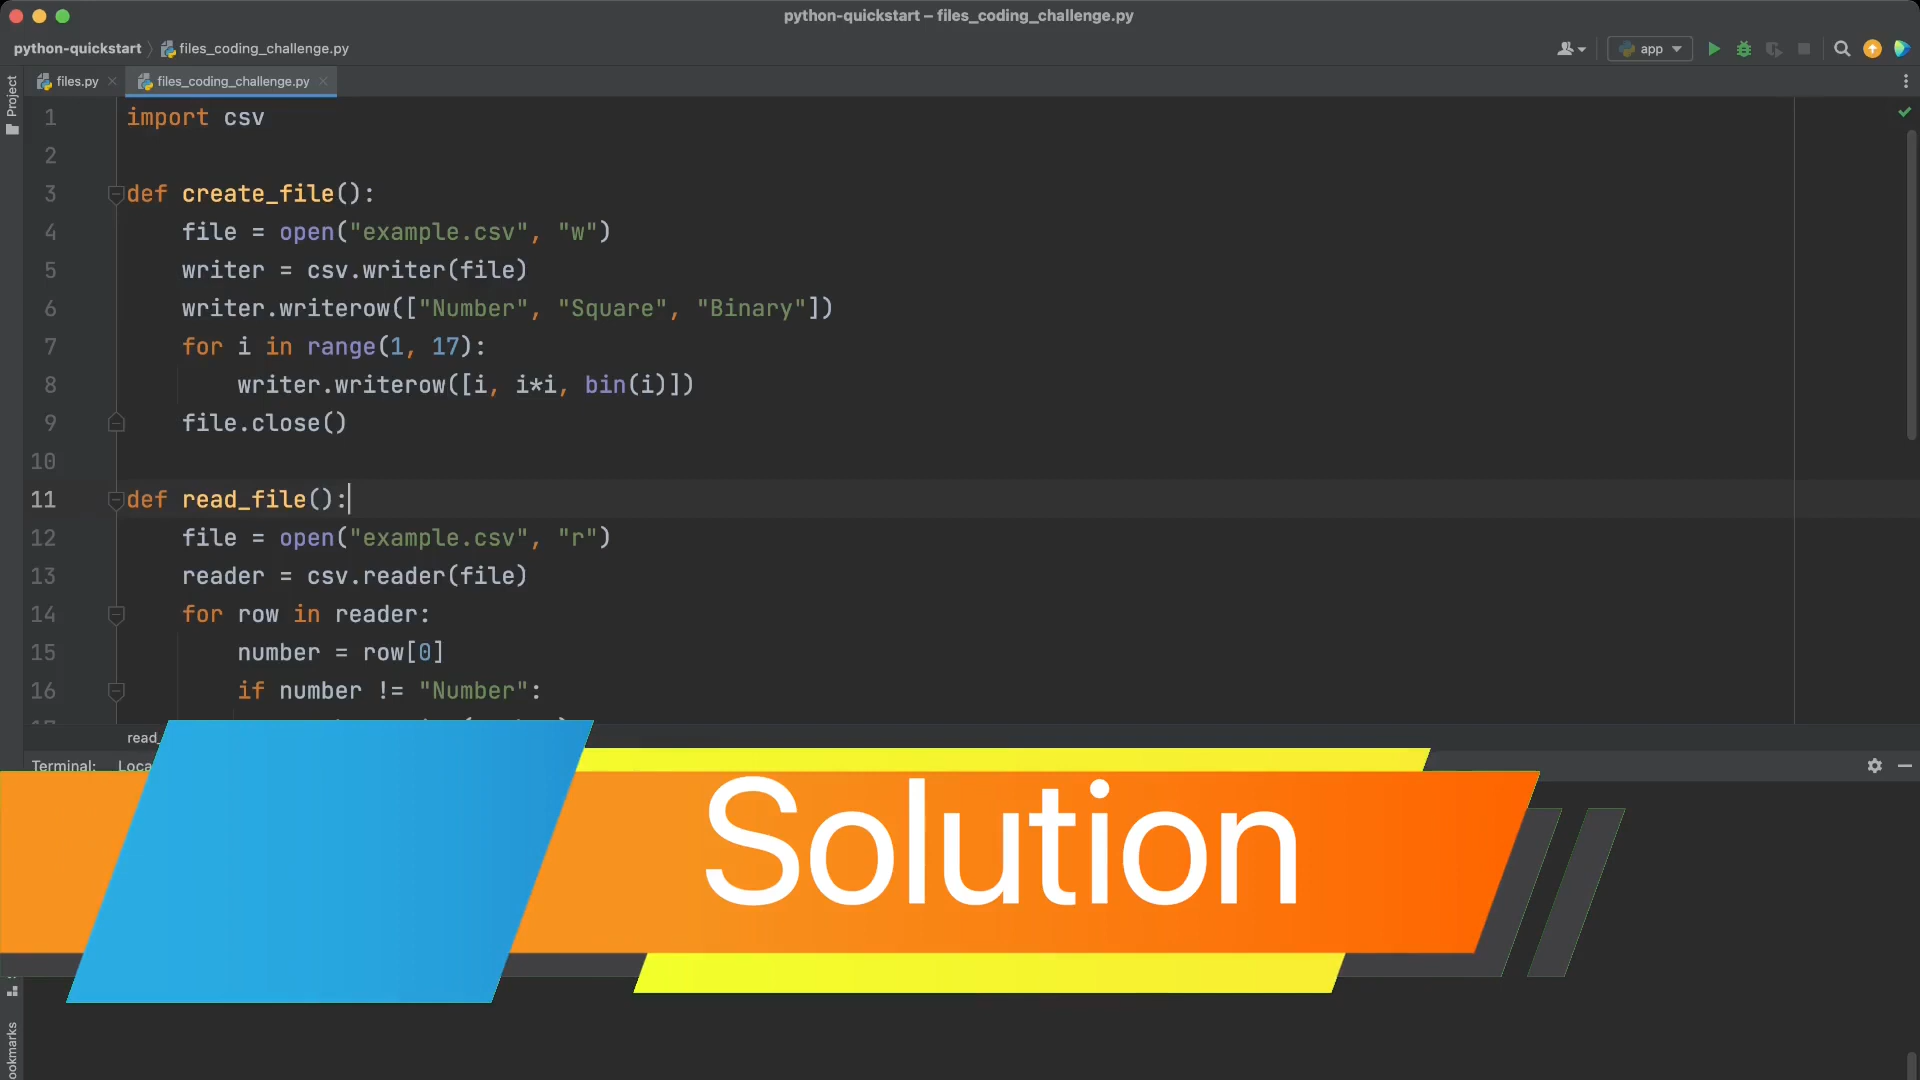 python-quickstart – files_coding_challenge.py
python-quickstart files_coding_challenge.py
app
files.py
files_coding_challenge.py
Project
1 import csv
2
3 def create_file():
4 file = open("example.csv", "w")
5 writer = csv.writer(file)
6 writer.writerow(["Number", "Square", "Binary"])
7 for i in range(1, 17):
8 writer.writerow([i, i*i, bin(i)])
9 file.close()
10
11 def read_file():
12 file = open("example.csv", "r")
13 reader = csv.reader(file)
14 for row in reader:
15 number = row[0]
16 if number != "Number":
read_
Terminal: Loca
Solution
ookmarks